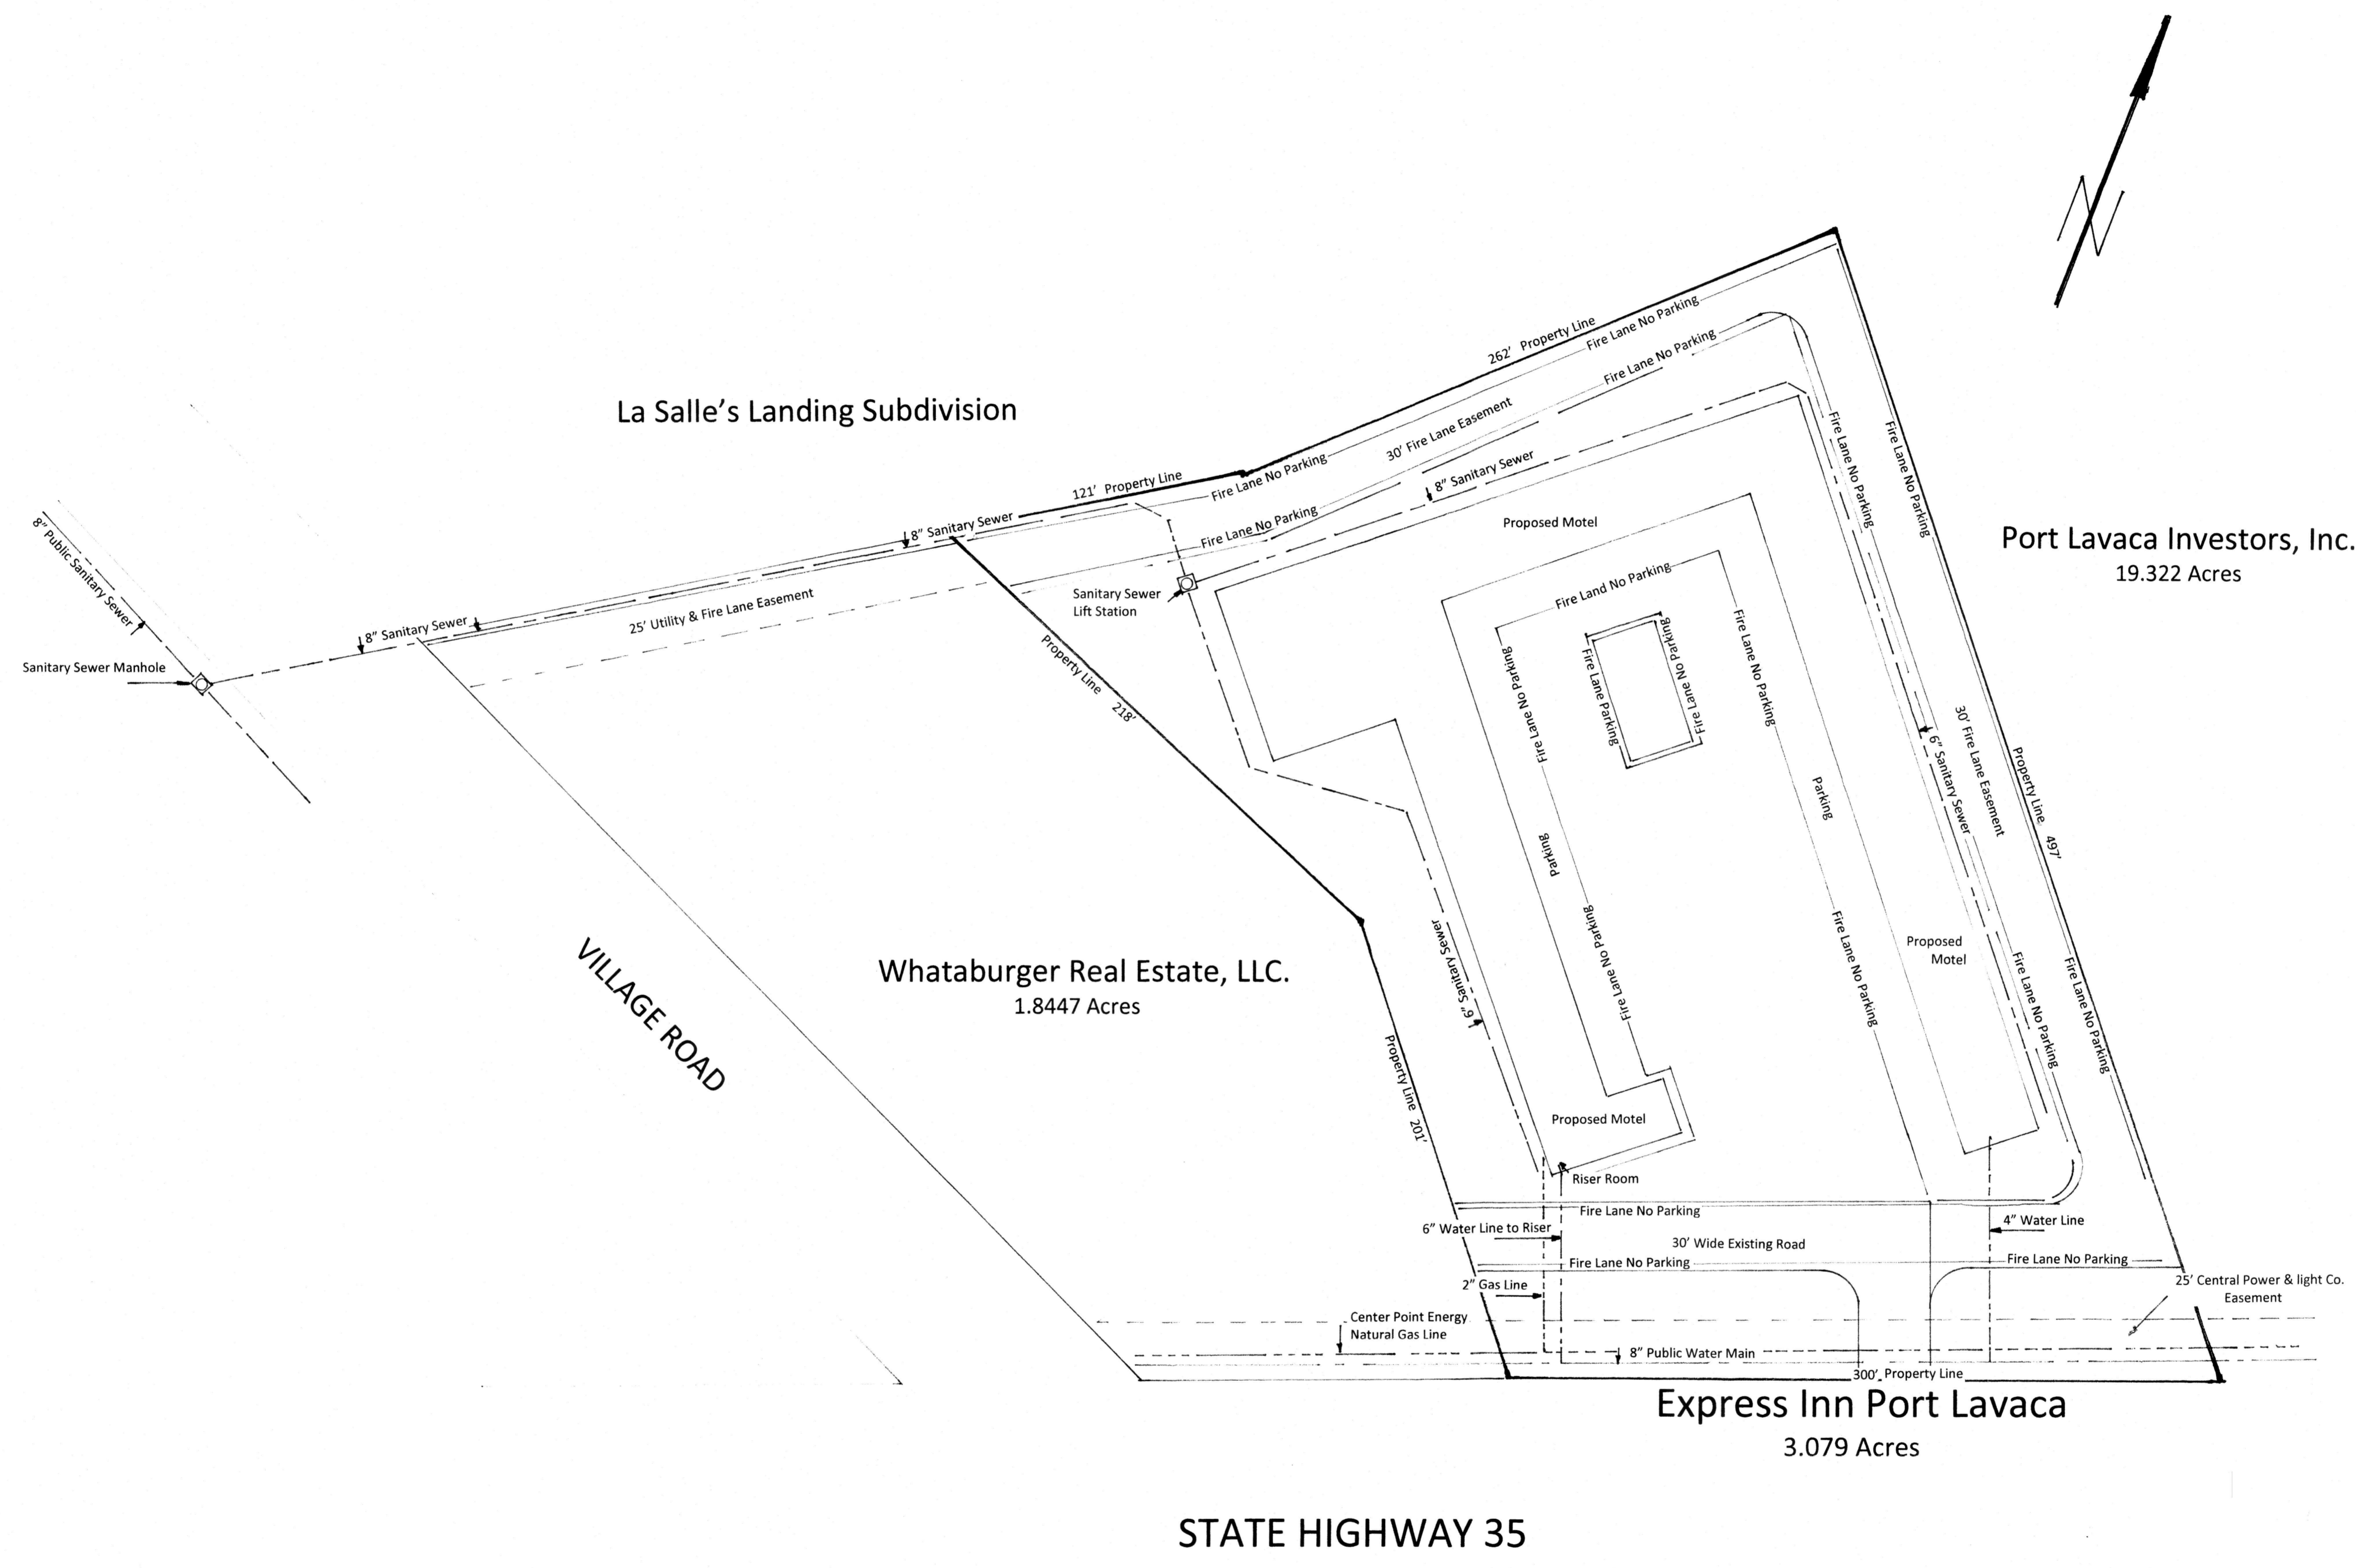 262′ Property Line
Fire Lane No Parking
Fire Lane No Parking
La Salle's Landing Subdivision
30′ Fire Lane Easement
121′ Property Line
Fire Lane No Parking
8″ Sanitary Sewer
Fire Lane No Parking
Fire Lane No Parking
8″ Sanitary Sewer
Fire Lane No Parking
Proposed Motel
Port Lavaca Investors, Inc.
19.322 Acres
8″ Public Sanitary Sewer
Sanitary Sewer
Lift Station
25′ Utility & Fire Lane Easement
8″ Sanitary Sewer
Sanitary Sewer Manhole
Property Line 218′
Fire Land No Parking
Fire Lane No Parking
Fire Lane Parking
Fire Lane No Parking
Fire Lane No Parking
Parking
Parking
6″ Sanitary Sewer
30′ Fire Lane Easement
Property Line 497′
VILLAGE ROAD
Whataburger Real Estate, LLC.
1.8447 Acres
6″ Sanitary Sewer
Fire Lane No Parking
Fire Lane No Parking
Proposed
Motel
Fire Lane No Parking
Fire Lane No Parking
Property Line 201′
Proposed Motel
Riser Room
Fire Lane No Parking
6″ Water Line to Riser
4″ Water Line
30′ Wide Existing Road
Fire Lane No Parking
Fire Lane No Parking
2″ Gas Line
25′ Central Power & light Co.
Easement
Center Point Energy
Natural Gas Line
8″ Public Water Main
300′ Property Line
Express Inn Port Lavaca
3.079 Acres
STATE HIGHWAY 35
N